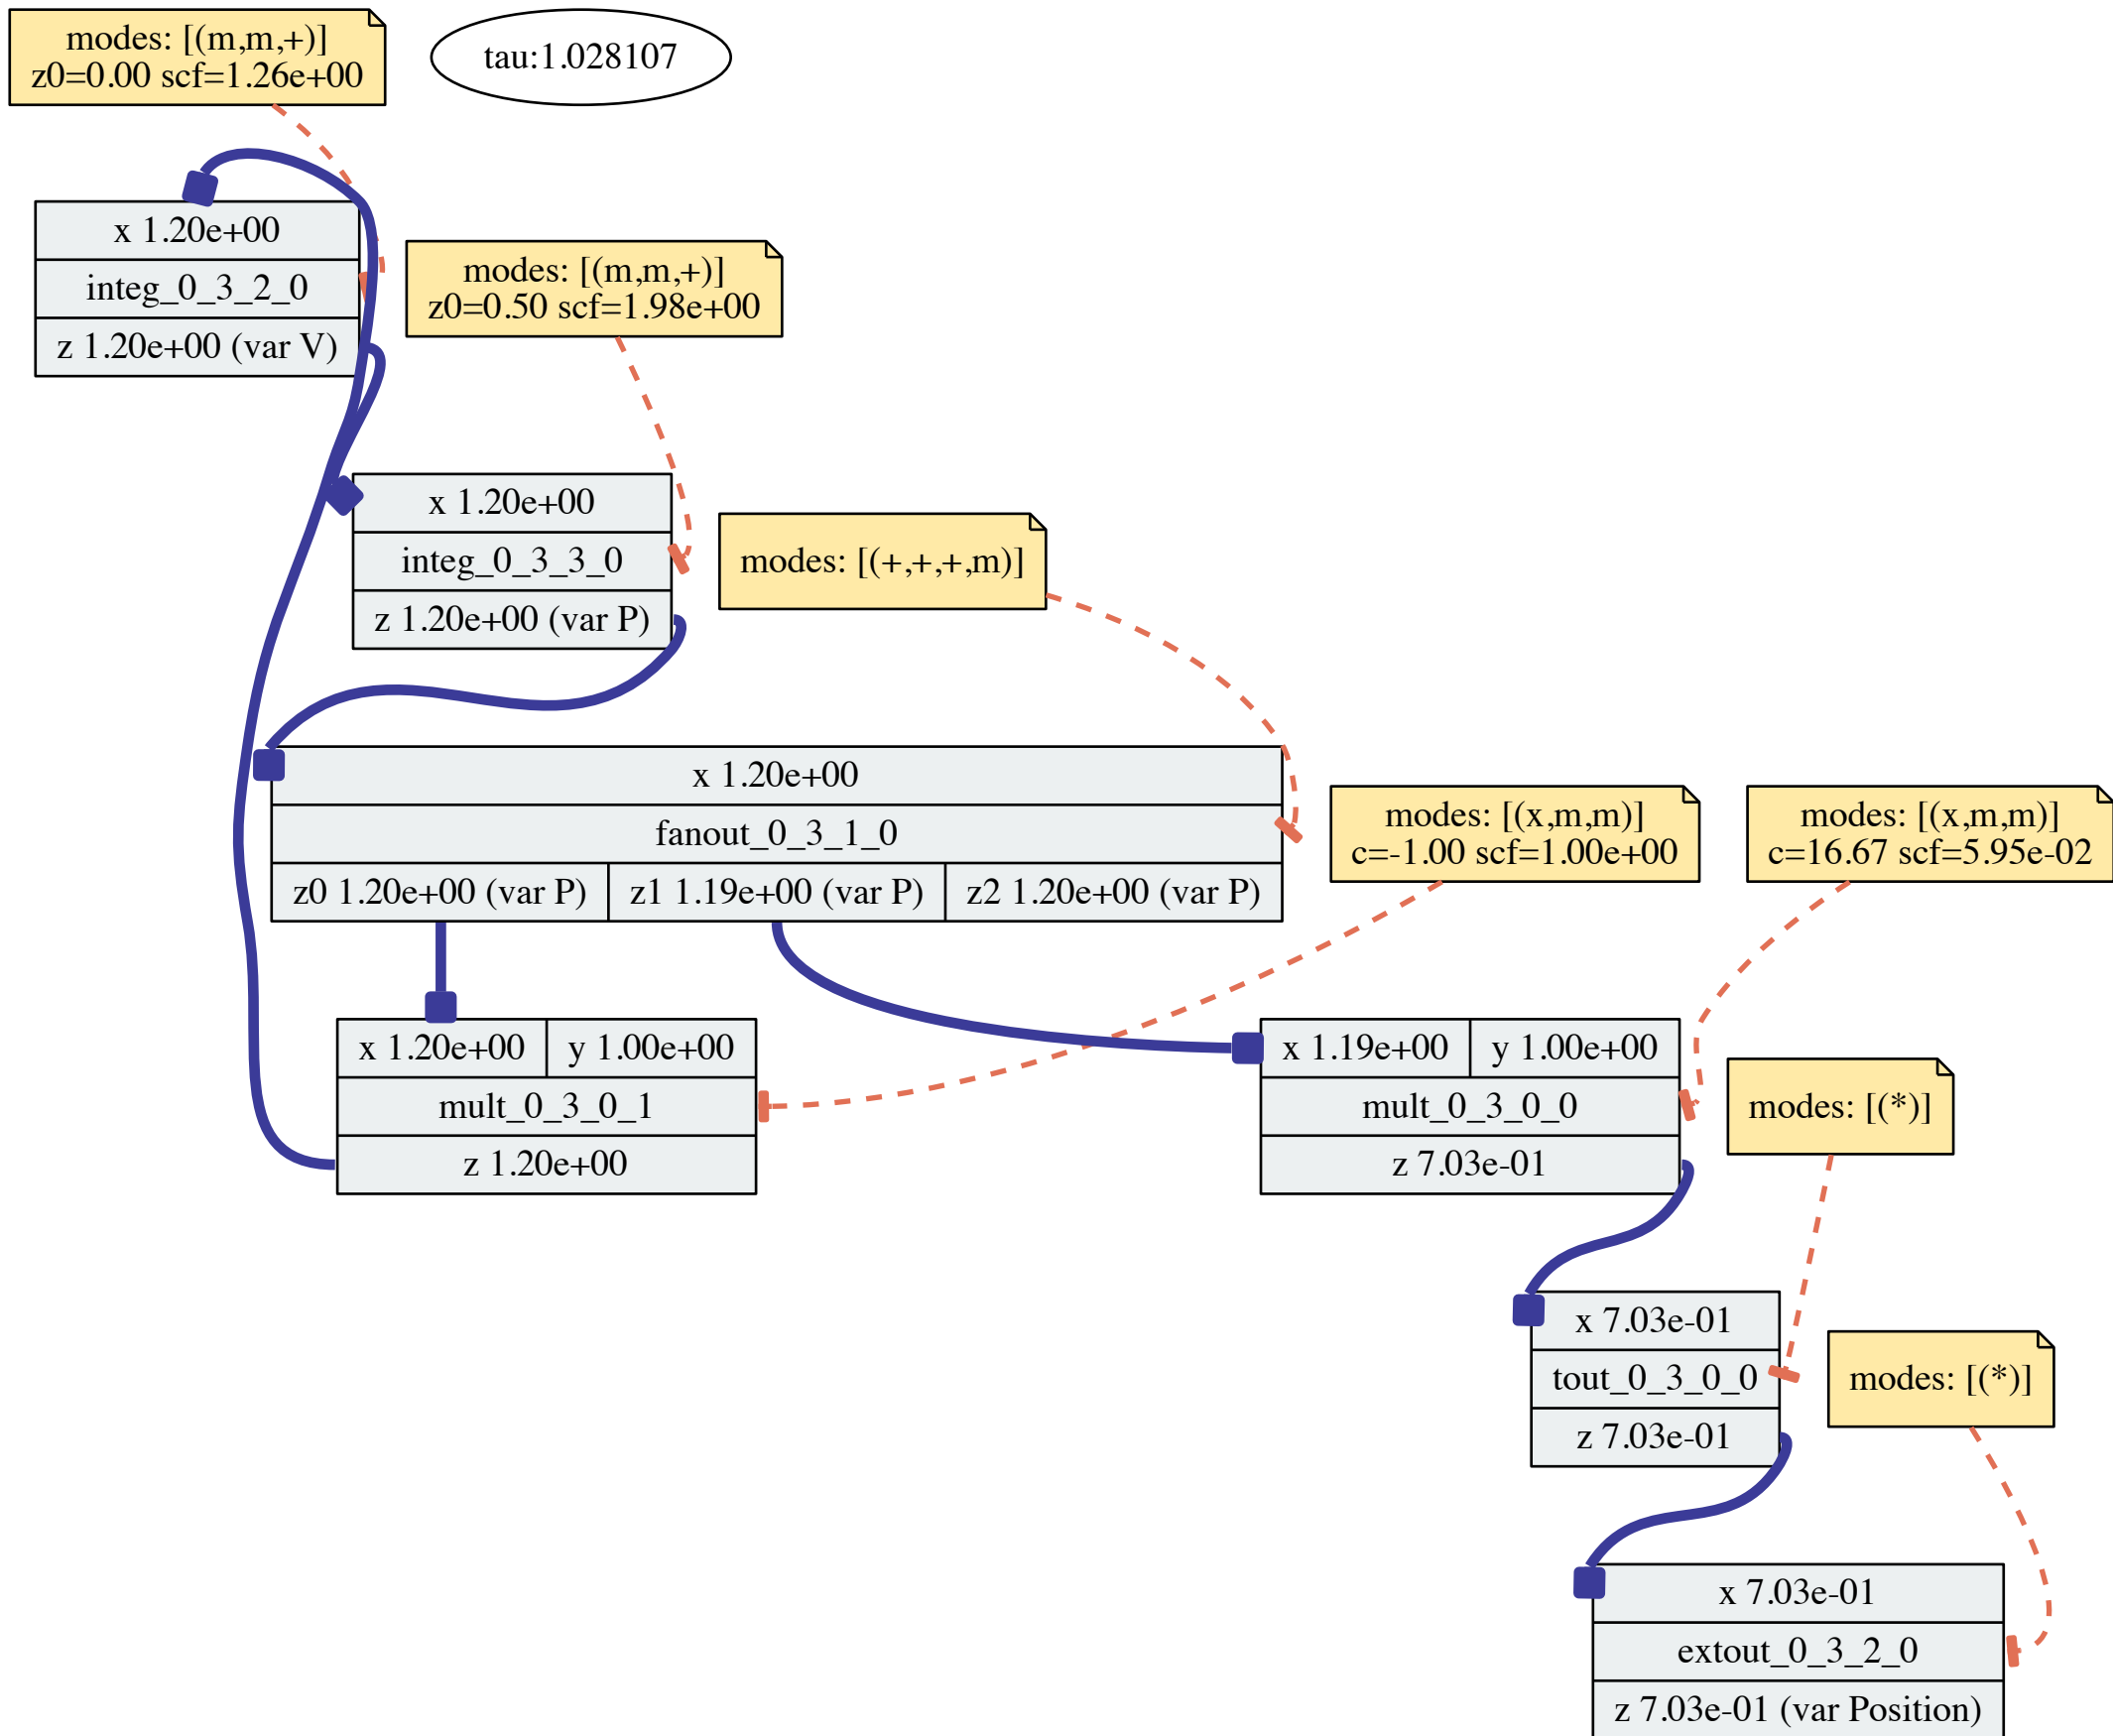 modes: [(m,m,+)]
z0=0.00 scf=1.26e+00
tau:1.028107
x 1.20e+00
integ_0_3_2_0
z 1.20e+00 (var V)
modes: [(m,m,+)]
z0=0.50 scf=1.98e+00
x 1.20e+00
integ_0_3_3_0
z 1.20e+00 (var P)
modes: [(+,+,+,m)]
x 1.20e+00
fanout_0_3_1_0
z0 1.20e+00 (var P)
z1 1.19e+00 (var P)
z2 1.20e+00 (var P)
modes: [(x,m,m)]
c=-1.00 scf=1.00e+00
modes: [(x,m,m)]
c=16.67 scf=5.95e-02
x 1.20e+00
y 1.00e+00
mult_0_3_0_1
z 1.20e+00
x 1.19e+00
y 1.00e+00
mult_0_3_0_0
z 7.03e-01
modes: [(*)]
x 7.03e-01
tout_0_3_0_0
z 7.03e-01
modes: [(*)]
x 7.03e-01
extout_0_3_2_0
z 7.03e-01 (var Position)